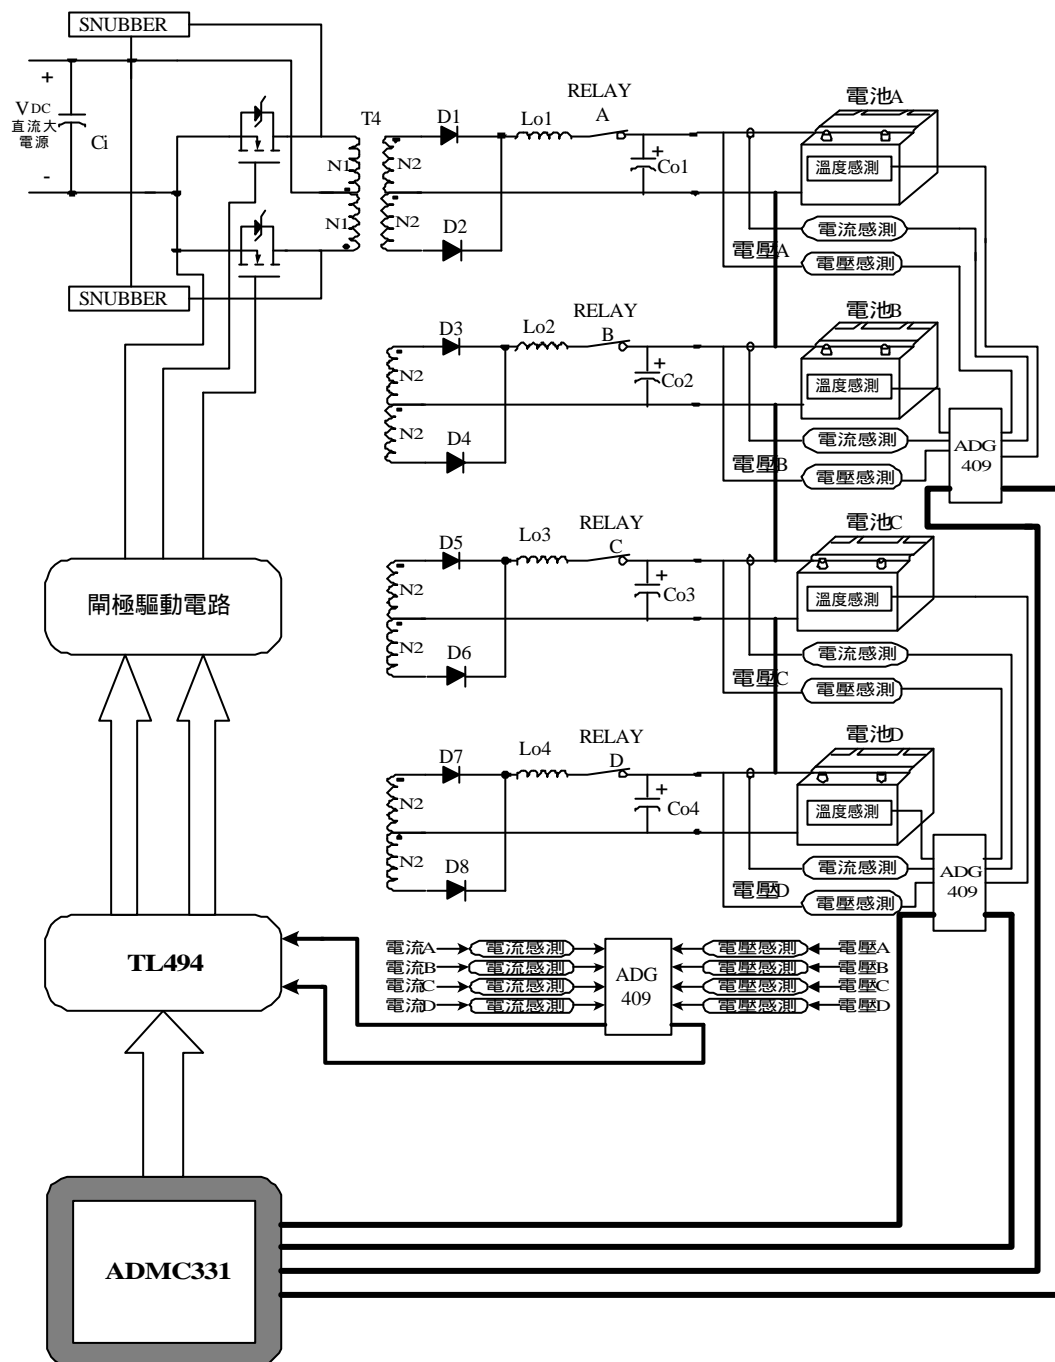 SNUBBER
+
VDC
直流大
電源
Ci
-
SNUBBER
T4
N1
N1
N2
N2
D1
D2
Lo1
RELAY
A
+
Co1
電池A
溫度感測
電流感測
電壓A
電壓感測
D3
N2
N2
D4
Lo2
RELAY
B
+
Co2
電池B
溫度感測
電流感測
電壓B
電壓感測
ADG
409
D5
N2
N2
D6
Lo3
RELAY
C
+
Co3
電池C
溫度感測
電流感測
電壓C
電壓感測
D7
N2
N2
D8
Lo4
RELAY
D
+
Co4
電池D
溫度感測
電流感測
電壓D
電壓感測
ADG
409
閘極驅動電路
TL494
電流A 電流感測
電流B 電流感測
電流C 電流感測
電流D 電流感測
ADG
409
電壓感測 電壓A
電壓感測 電壓B
電壓感測 電壓C
電壓感測 電壓D
ADMC331